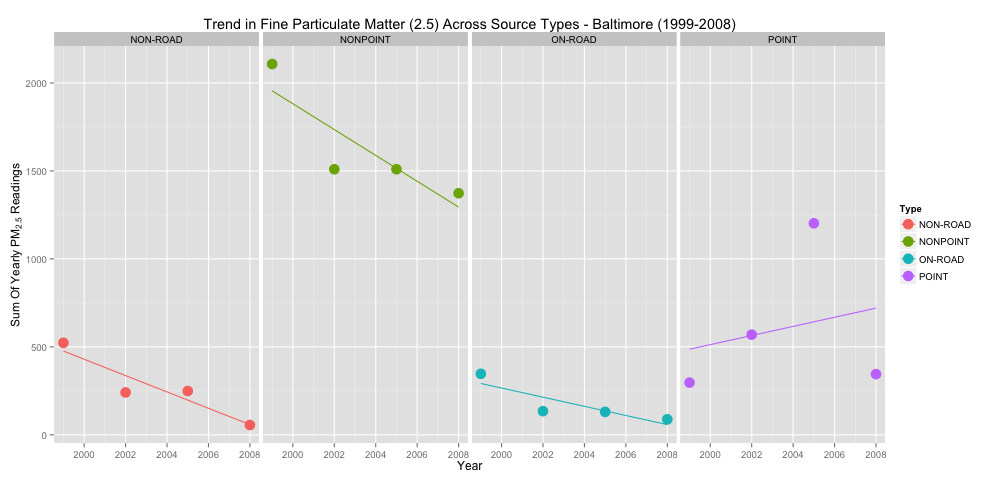 Trend in Fine Particulate Matter (2.5) Across Source Types - Baltimore (1999-2008)
NON-ROAD NONPOINT ON-ROAD POINT
Sum Of Yearly PM2.5 Readings
2000
1500
1000
500
0
2000 2002 2004 2006 2008 2000 2002 2004 2006 2008 2000 2002 2004 2006 2008 2000 2002 2004 2006 2008
Year
Type
NON-ROAD
NONPOINT
ON-ROAD
POINT